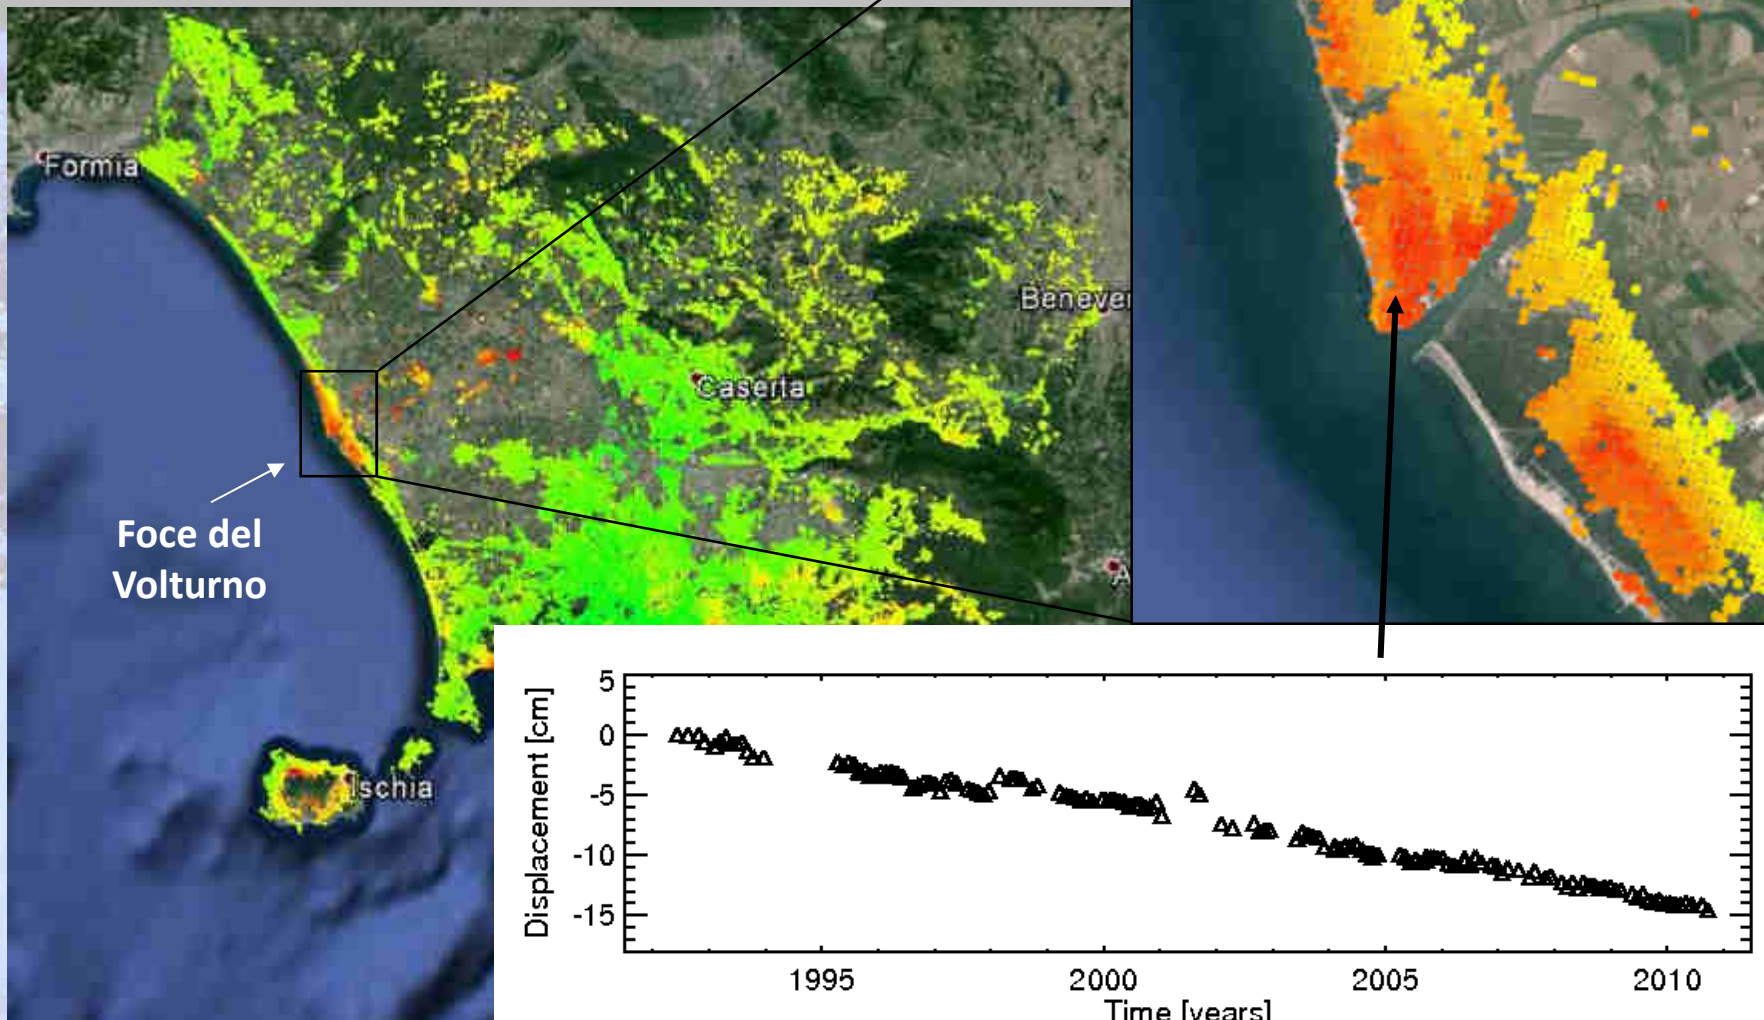 Formia
Benever
Caserta
Foce del
Volturno
A
Ischia
Displacement [cm]
5
0
-5
-10
-15
1995
2000
2005
2010
Time [years]